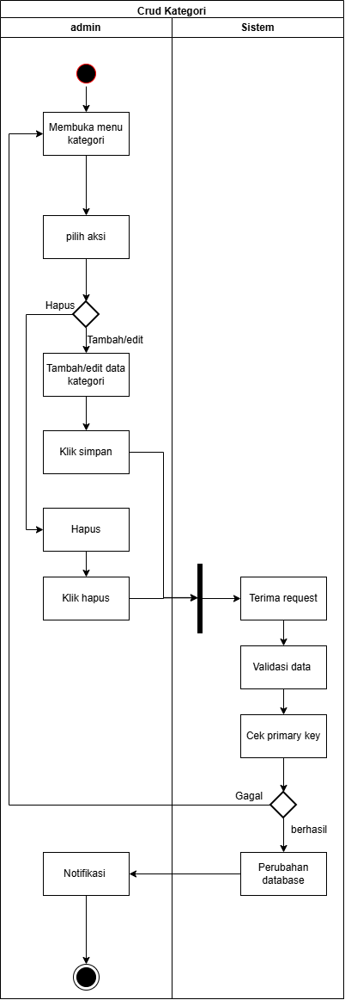 Crud Kategori
admin
Sistem
Membuka menu
kategori
pilih aksi
Hapus
Tambah/edit
Tambah/edit data
kategori
Klik simpan
Hapus
Klik hapus
Terima request
Validasi data
Cek primary key
Gagal
berhasil
Notifikasi
Perubahan
database